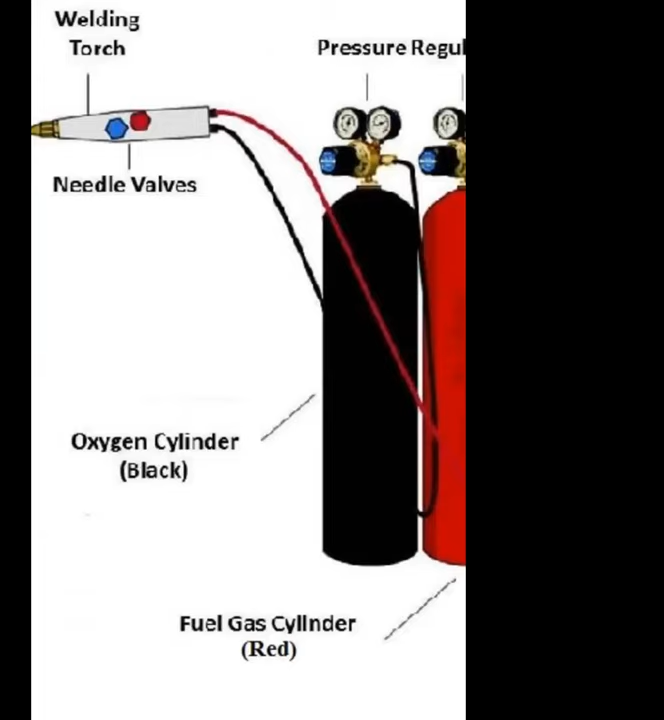 Welding
Torch
Pressure Regul
Needle Valves
Oxygen Cylinder
(Black)
Fuel Gas Cylinder
(Red)